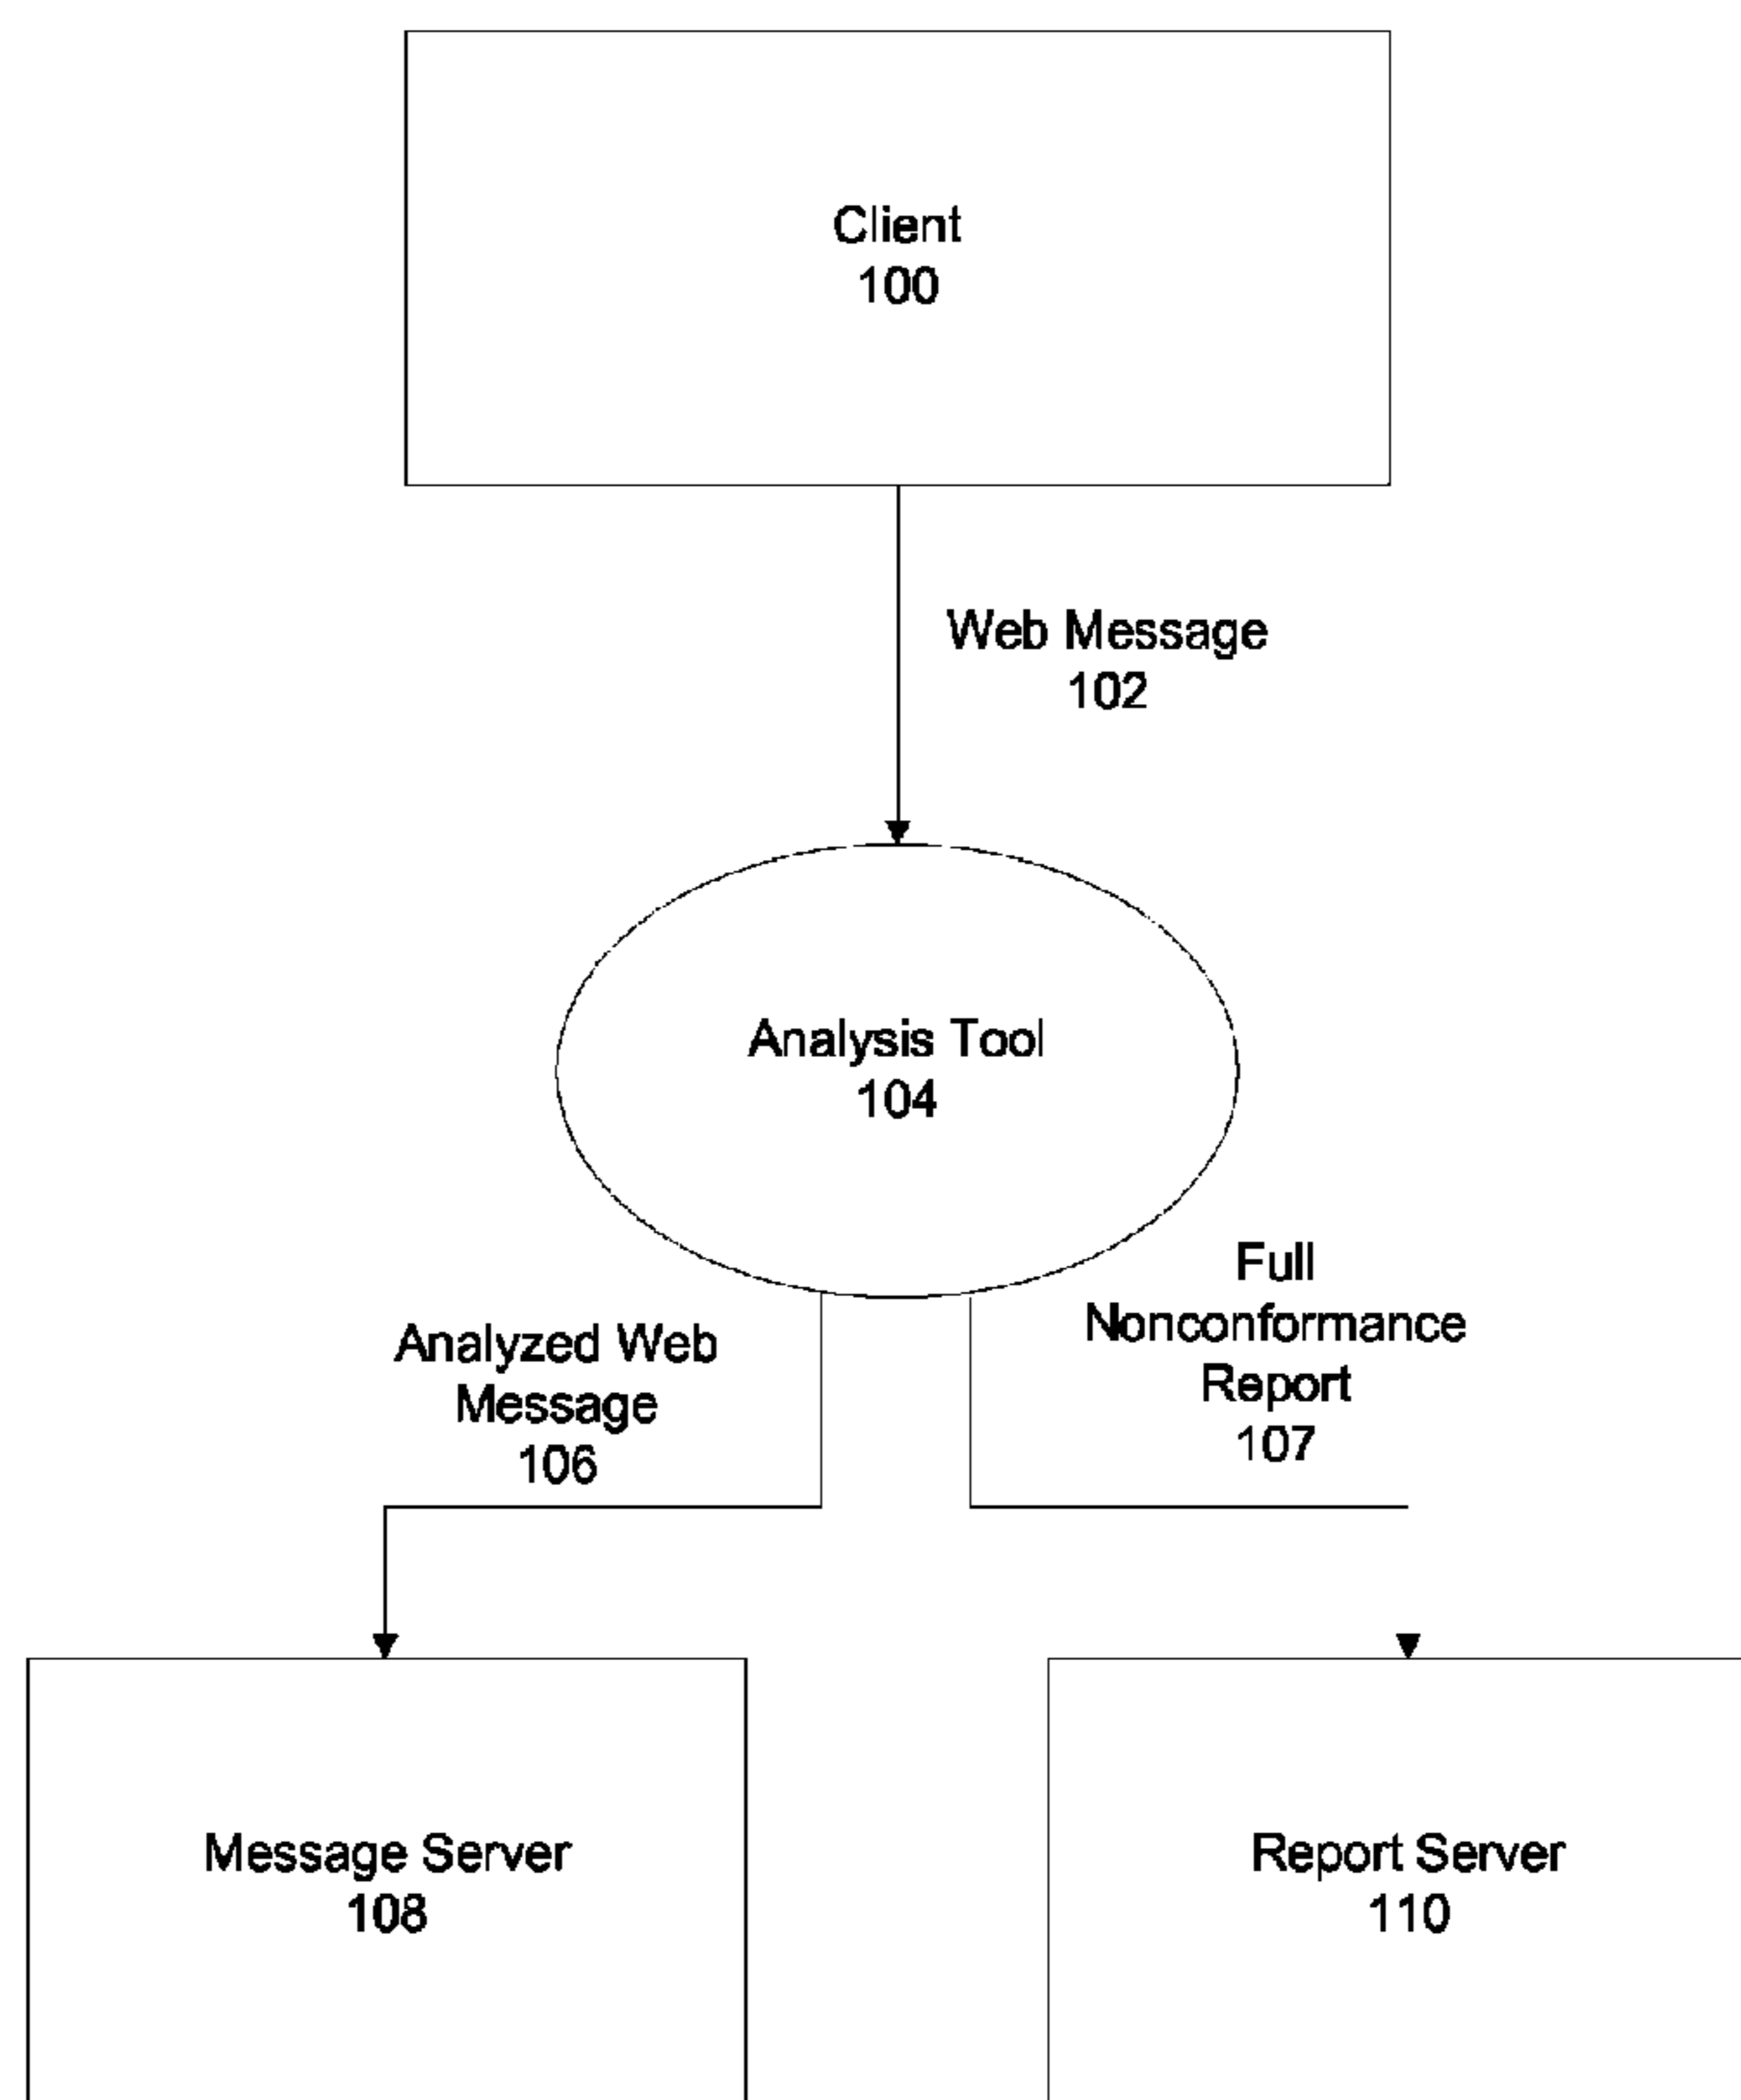 Client
100
Web Message
102
Analysis Tool
104
Analyzed Web
Message
106
Full
Nonconformance
Report
107
Message Server
108
Report Server
110